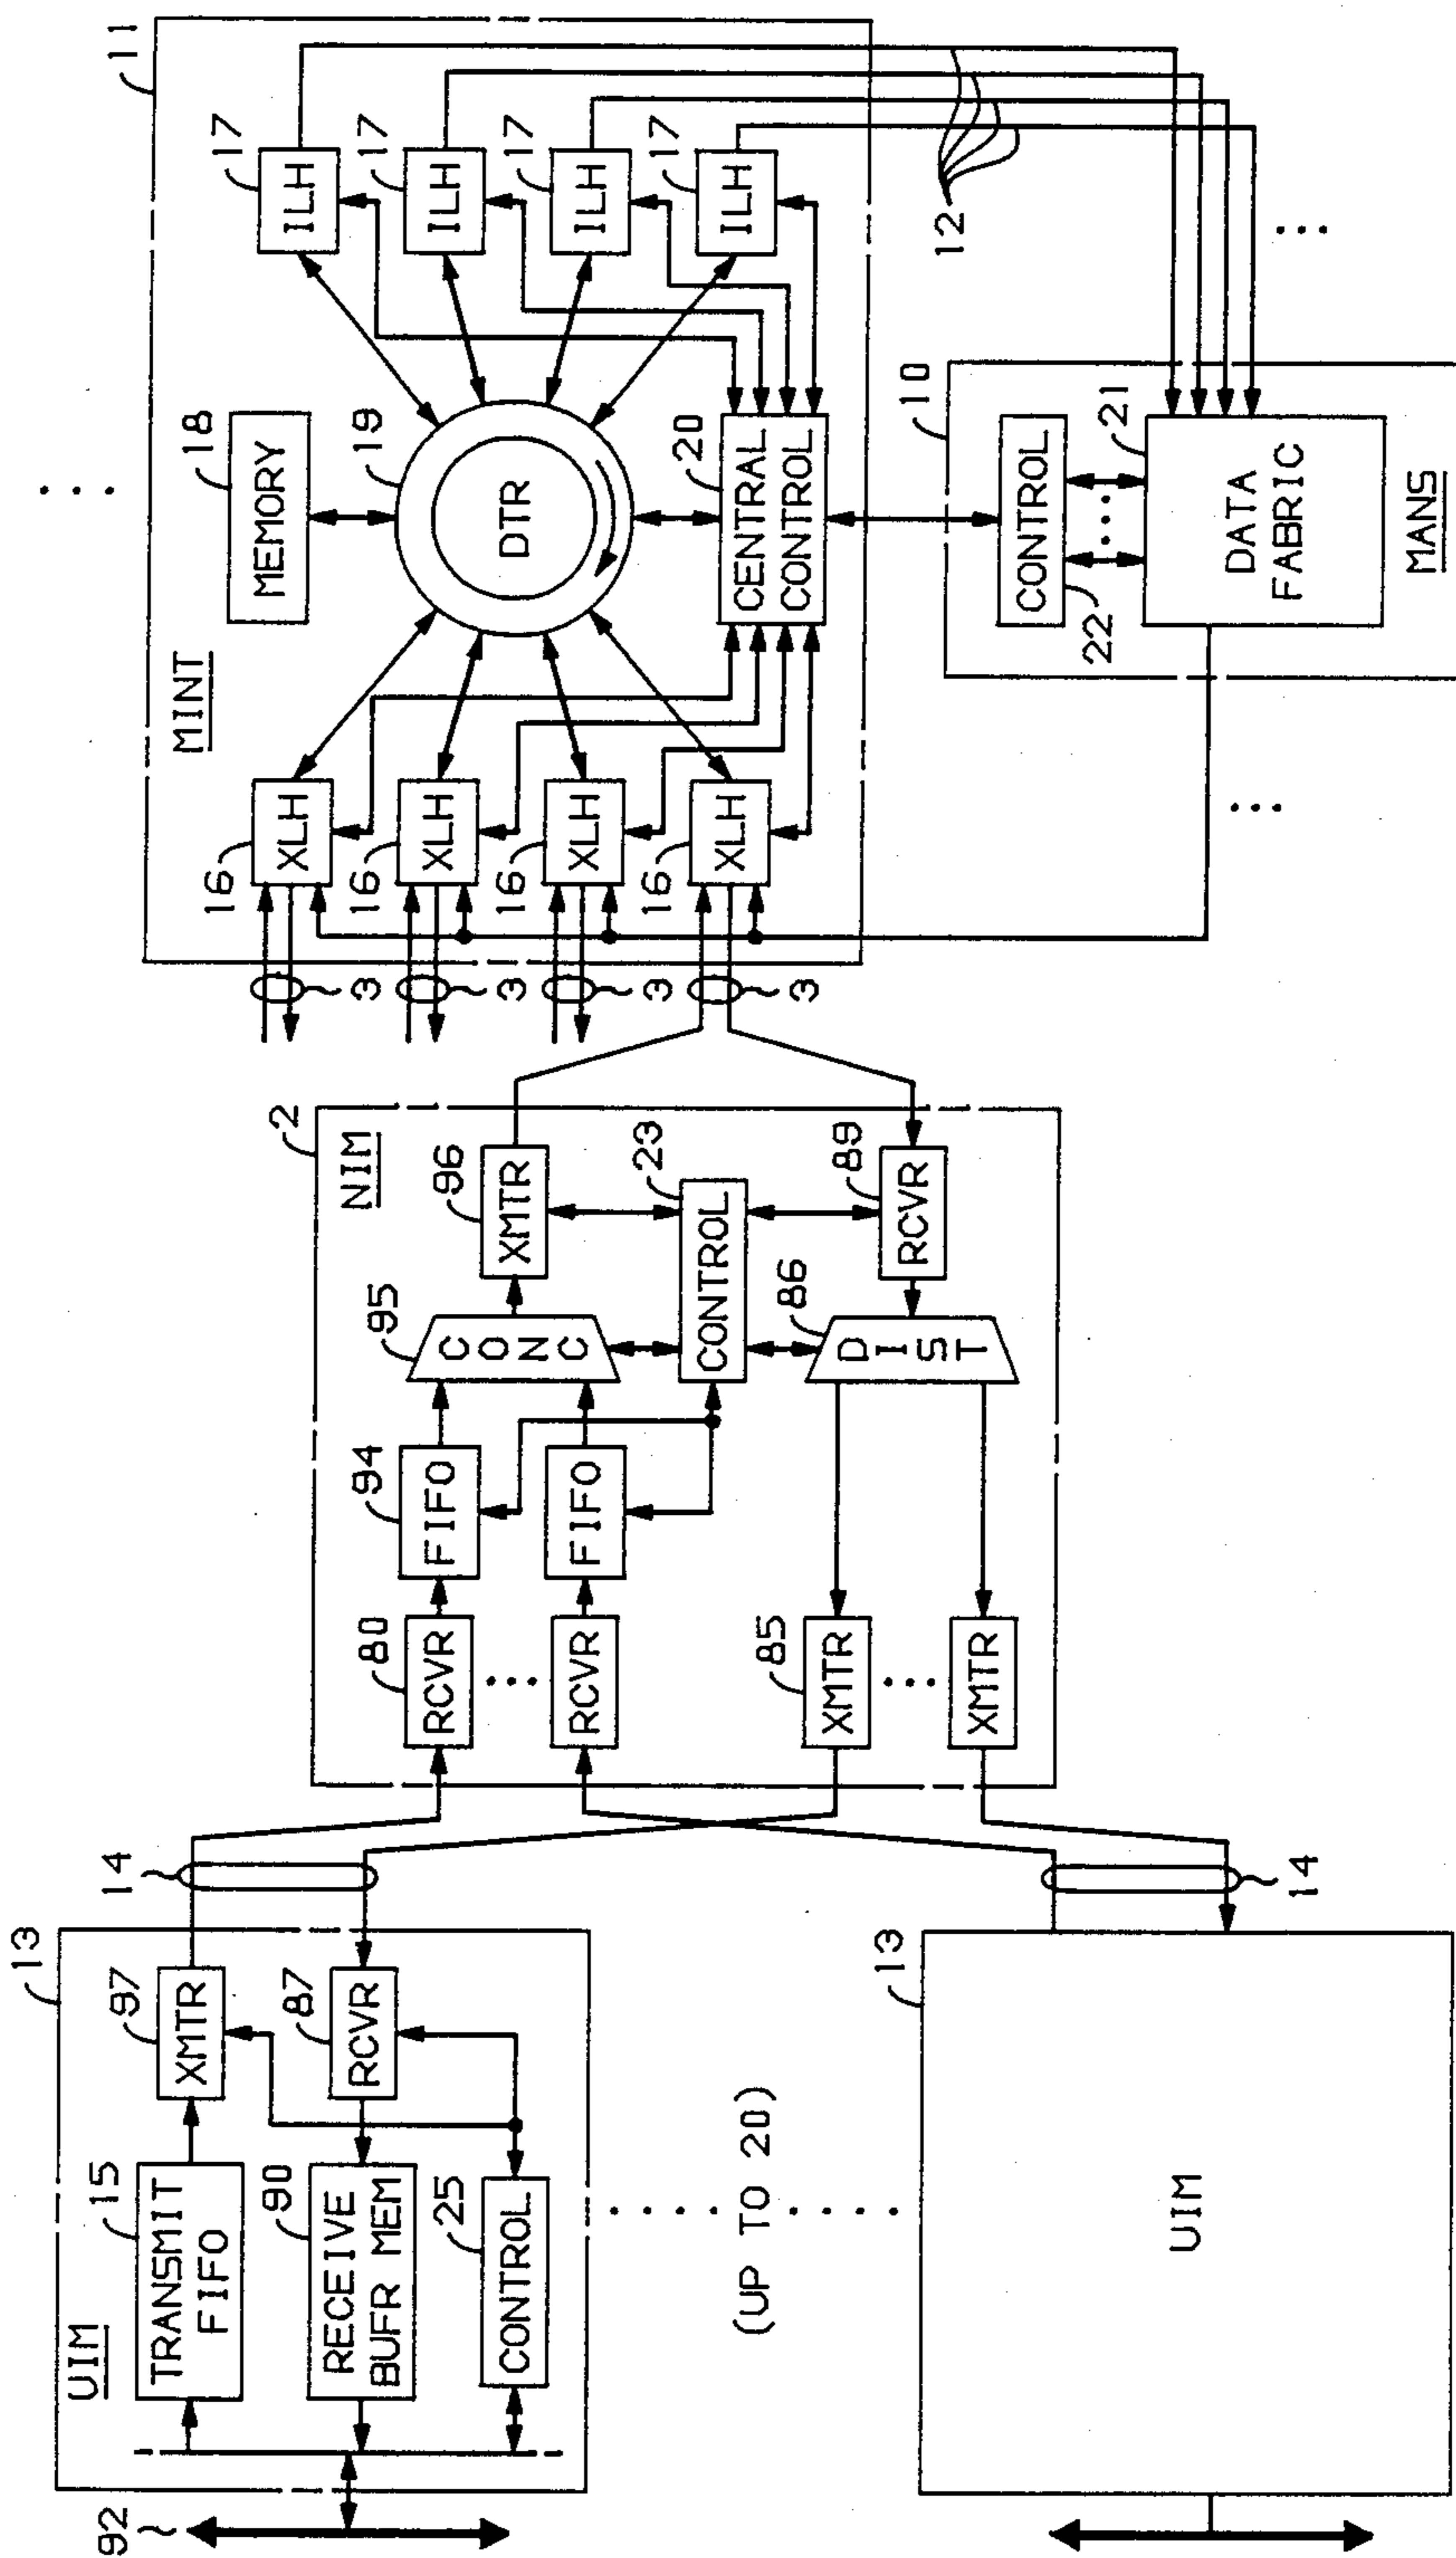 92
13
UIM
TRANSMIT
FIFO
15
XMTR
97
RECEIVE
BUFR MEM
90
RCVR
87
CONTROL
25
14
(UP TO 20)
13
UIM
14
2
NIM
RCVR
80
FIFO
94
CONC
95
XMTR
96
RCVR
FIFO
CONTROL
23
XMTR
85
DIST
86
RCVR
89
XMTR
3
3
3
3
11
MINT
XLH
16
XLH
16
XLH
16
XLH
16
MEMORY
18
DTR
19
CENTRAL
CONTROL
20
ILH
17
ILH
17
ILH
17
ILH
17
12
10
CONTROL
22
DATA
FABRIC
21
MANS